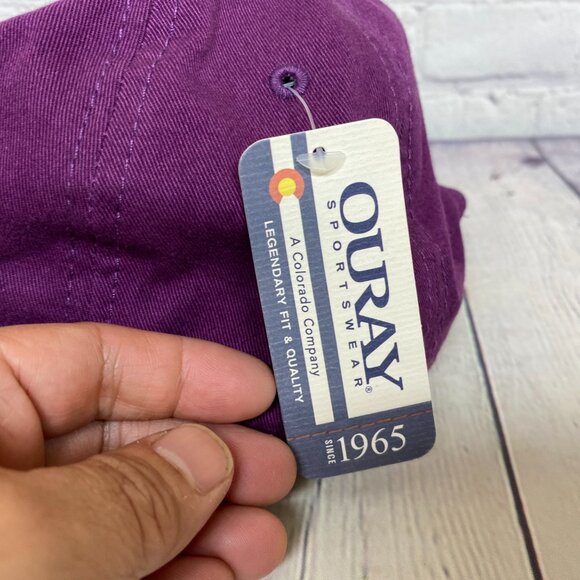 OURAY
SPORTSWEAR®
A Colorado Company
LEGENDARY FIT & QUALITY
SINCE 1965